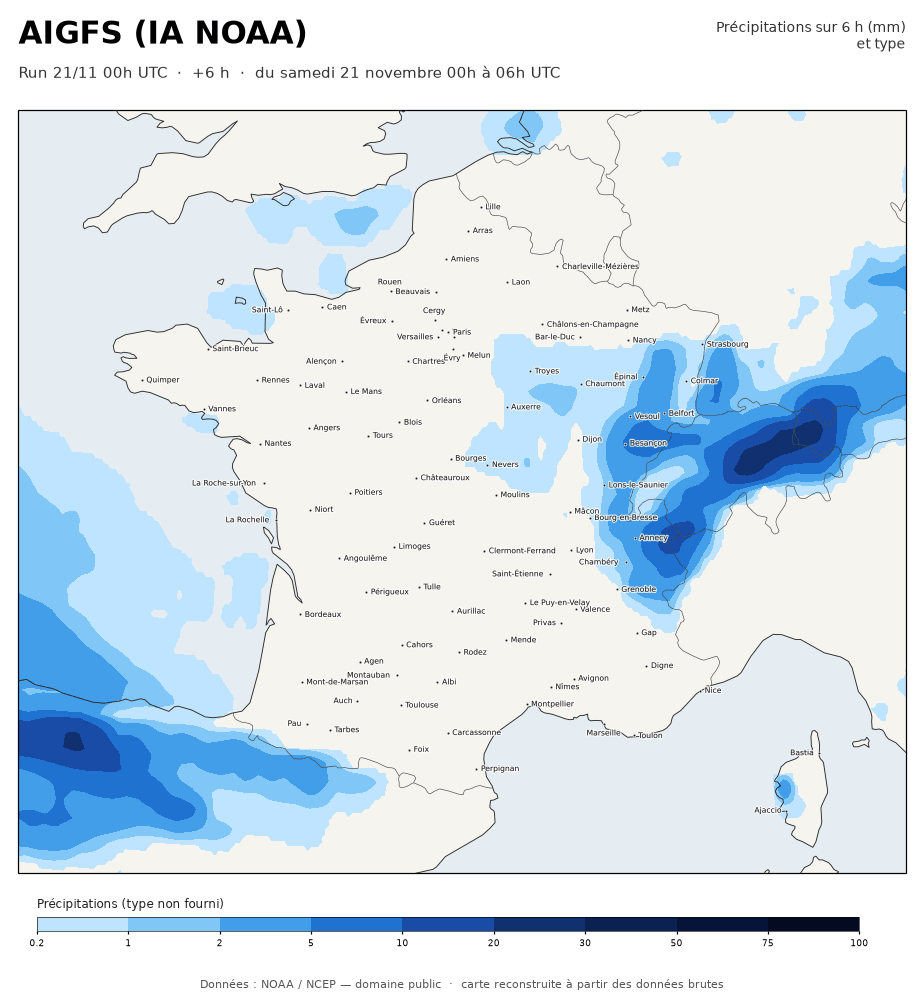 AIGFS (IA NOAA)
Précipitations sur 6 h (mm)
et type
Run 21/11 00h UTC · +6 h · du samedi 21 novembre 00h à 06h UTC
Lille
Arras
Amiens
Charleville-Mézières
Rouen
Laon
Beauvais
Saint-Lô
Caen
Cergy
Metz
Évreux
Châlons-en-Champagne
Versailles
Paris
Bar-le-Duc
Nancy
Strasbourg
Saint-Brieuc
Évry
Melun
Alençon
Chartres
Troyes
Épinal
Colmar
Quimper
Rennes
Laval
Chaumont
Le Mans
Orléans
Vannes
Auxerre
Vesoul
Belfort
Angers
Blois
Tours
Dijon
Besançon
Nantes
Bourges
Nevers
La Roche-sur-Yon
Châteauroux
Lons-le-Saunier
Poitiers
Moulins
Niort
Mâcon
Bourg-en-Bresse
La Rochelle
Guéret
Annecy
Limoges
Clermont-Ferrand
Lyon
Angoulême
Chambéry
Saint-Étienne
Tulle
Périgueux
Grenoble
Le Puy-en-Velay
Valence
Bordeaux
Aurillac
Privas
Gap
Mende
Cahors
Rodez
Agen
Digne
Montauban
Mont-de-Marsan
Albi
Avignon
Nîmes
Nice
Auch
Toulouse
Montpellier
Pau
Tarbes
Carcassonne
Marseille
Toulon
Foix
Bastia
Perpignan
Ajaccio
Précipitations (type non fourni)
0.2 1 2 5 10 20 30 50 75 100
Données : NOAA / NCEP — domaine public · carte reconstruite à partir des données brutes